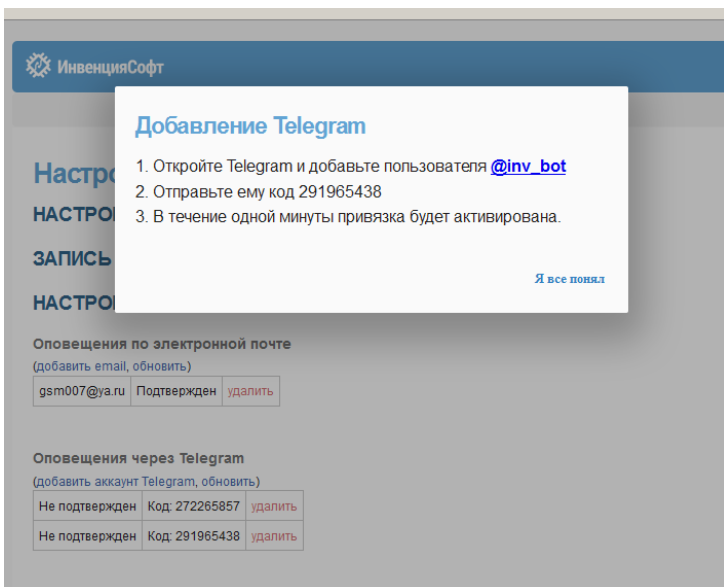 ИнвенцияСофт
Добавление Telegram
1. Откройте Telegram и добавьте пользователя @inv_bot
2. Отправьте ему код 291965438
3. В течение одной минуты привязка будет активирована.
Я все понял
Настро
НАСТРО
ЗАПИСЬ
НАСТРО
Оповещения по электронной почте
(добавить email, обновить)
gsm007@ya.ru Подтвержден удалить
Оповещения через Telegram
(добавить аккаунт Telegram, обновить)
Не подтвержден Код: 272265857 удалить
Не подтвержден Код: 291965438 удалить